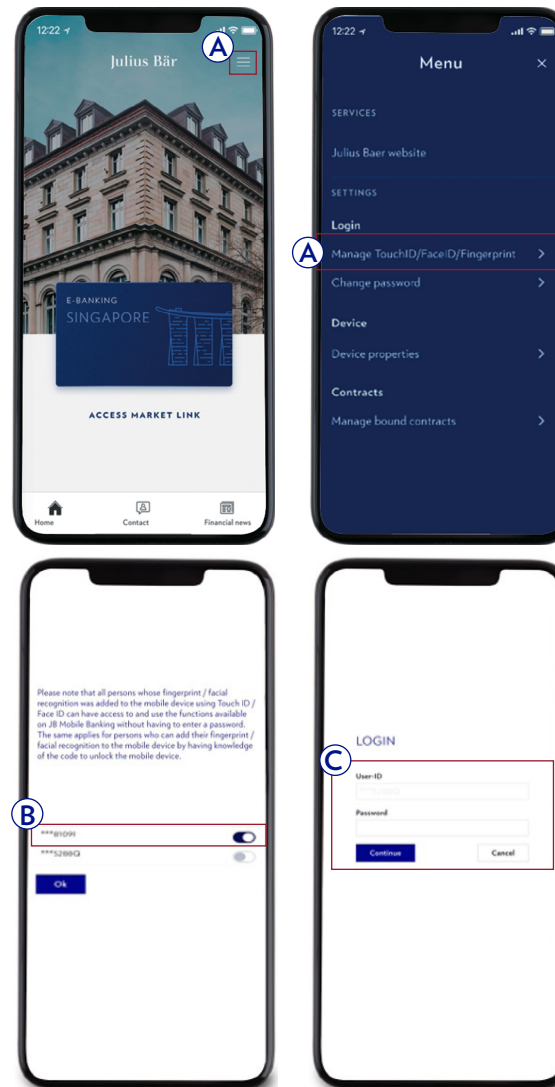 12:22
Julius Bär
A
E-BANKING
SINGAPORE
ACCESS MARKET LINK
Home
Contact
Financial news
12:22
Menu
SERVICES
Julius Baer website
SETTINGS
Login
A
Manage TouchID/FaceID/Fingerprint
Change password
Device
Device properties
Contracts
Manage bound contracts
Please note that all persons whose fingerprint / facial
recognition was added to the mobile device using Touch ID /
Face ID can have access to and use the functions available
on JB Mobile Banking without having to enter a password.
The same applies for persons who can add their fingerprint /
facial recognition to the mobile device by having knowledge
of the code to unlock the mobile device.
B
***8109I
***5288Q
Ok
LOGIN
C
User-ID
Password
Continue
Cancel